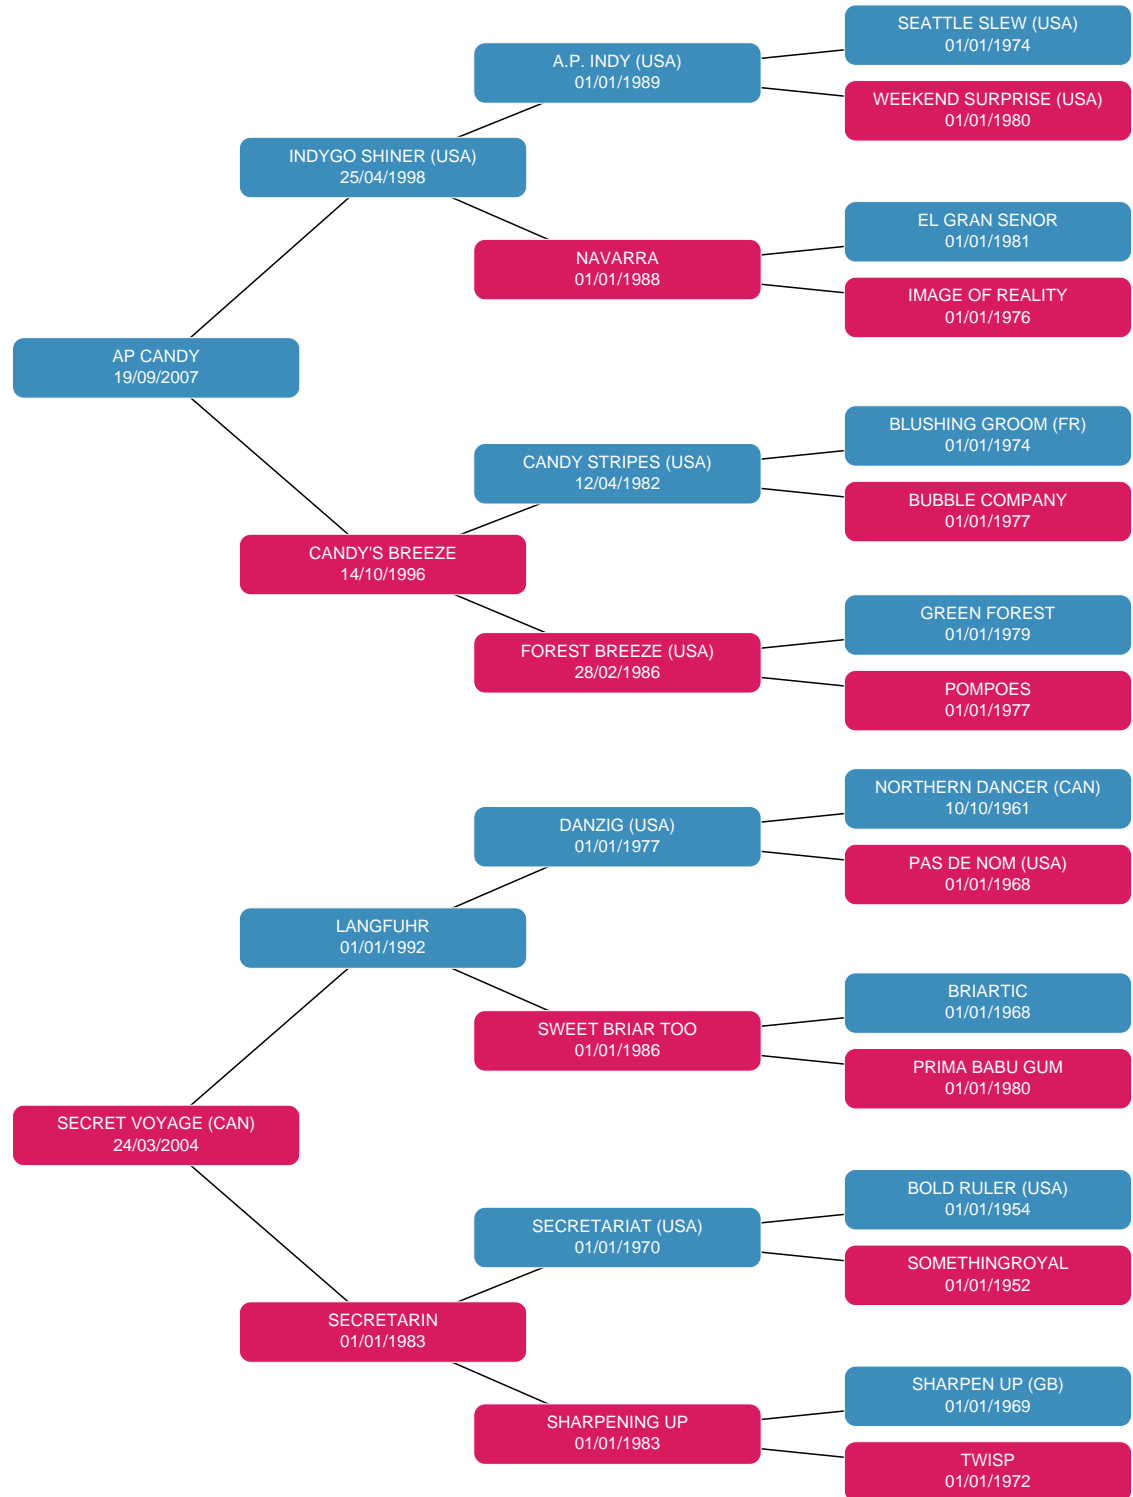 SEATTLE SLEW (USA)
01/01/1974
A.P. INDY (USA)
01/01/1989
WEEKEND SURPRISE (USA)
01/01/1980
INDYGO SHINER (USA)
25/04/1998
EL GRAN SENOR
01/01/1981
NAVARRA
01/01/1988
IMAGE OF REALITY
01/01/1976
AP CANDY
19/09/2007
BLUSHING GROOM (FR)
01/01/1974
CANDY STRIPES (USA)
12/04/1982
BUBBLE COMPANY
01/01/1977
CANDY'S BREEZE
14/10/1996
GREEN FOREST
01/01/1979
FOREST BREEZE (USA)
28/02/1986
POMPOES
01/01/1977
NORTHERN DANCER (CAN)
10/10/1961
DANZIG (USA)
01/01/1977
PAS DE NOM (USA)
01/01/1968
LANGFUHR
01/01/1992
BRIARTIC
01/01/1968
SWEET BRIAR TOO
01/01/1986
PRIMA BABU GUM
01/01/1980
SECRET VOYAGE (CAN)
24/03/2004
BOLD RULER (USA)
01/01/1954
SECRETARIAT (USA)
01/01/1970
SOMETHINGROYAL
01/01/1952
SECRETARIN
01/01/1983
SHARPEN UP (GB)
01/01/1969
SHARPENING UP
01/01/1983
TWISP
01/01/1972